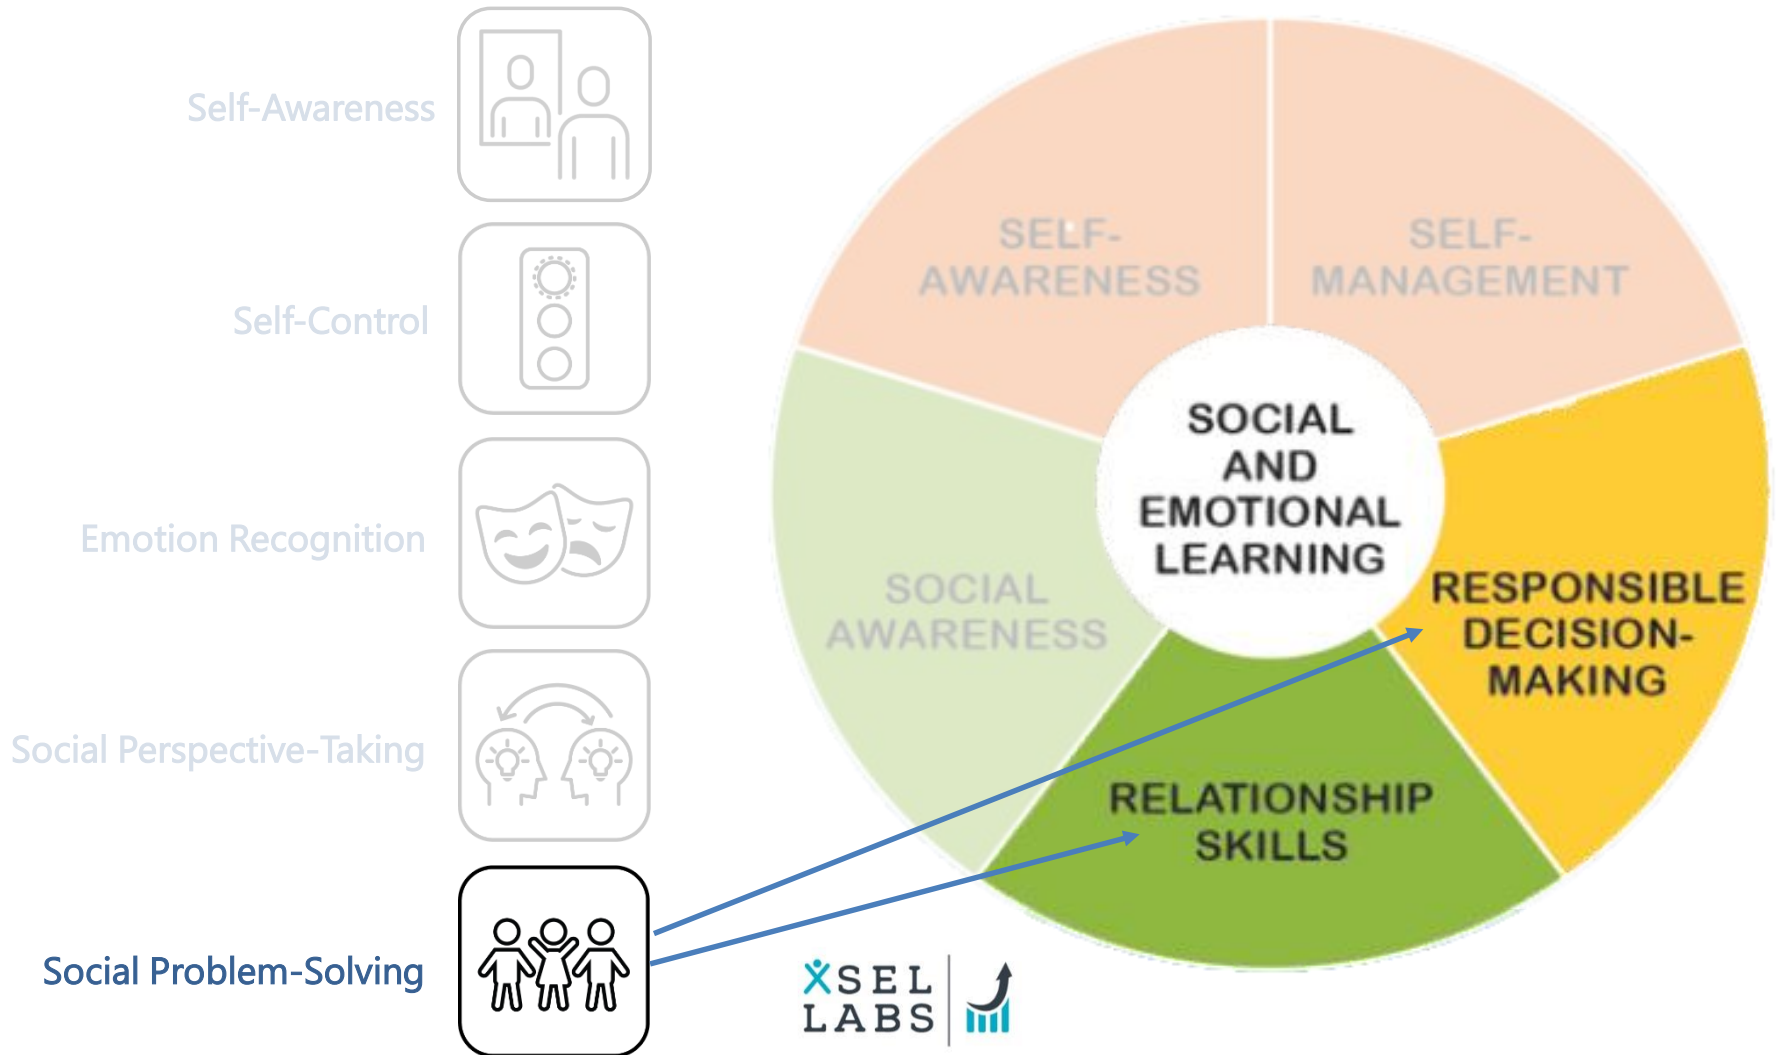 Self-Awareness
Self-Control
Emotion Recognition
Social Perspective-Taking
Social Problem-Solving
SELF-
AWARENESS
SELF-
MANAGEMENT
SOCIAL
AND
EMOTIONAL
LEARNING
SOCIAL
AWARENESS
RESPONSIBLE
DECISION-
MAKING
RELATIONSHIP
SKILLS
XSEL
LABS